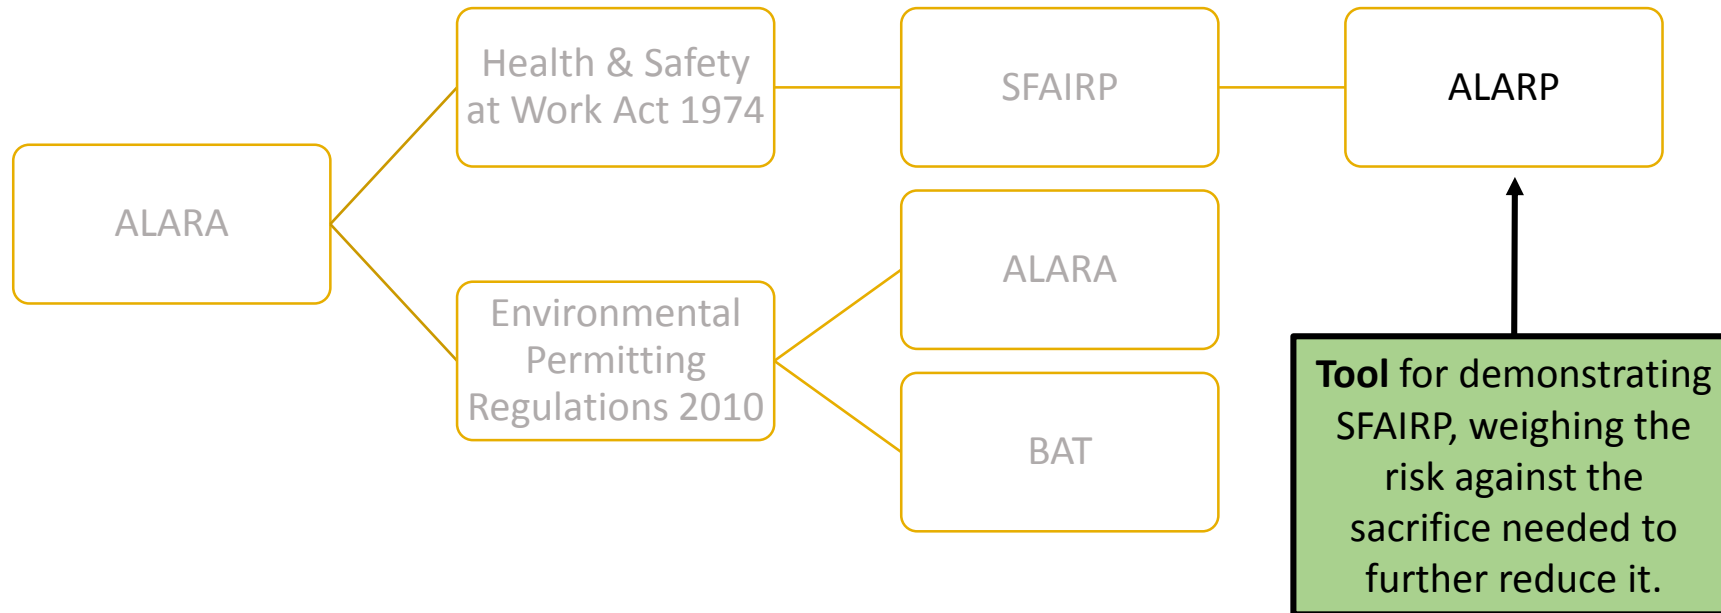 Health & Safety
at Work Act 1974
SFAIRP
ALARP
ALARA
ALARA
Environmental
Permitting
Regulations 2010
BAT
Tool for demonstrating
SFAIRP, weighing the
risk against the
sacrifice needed to
further reduce it.